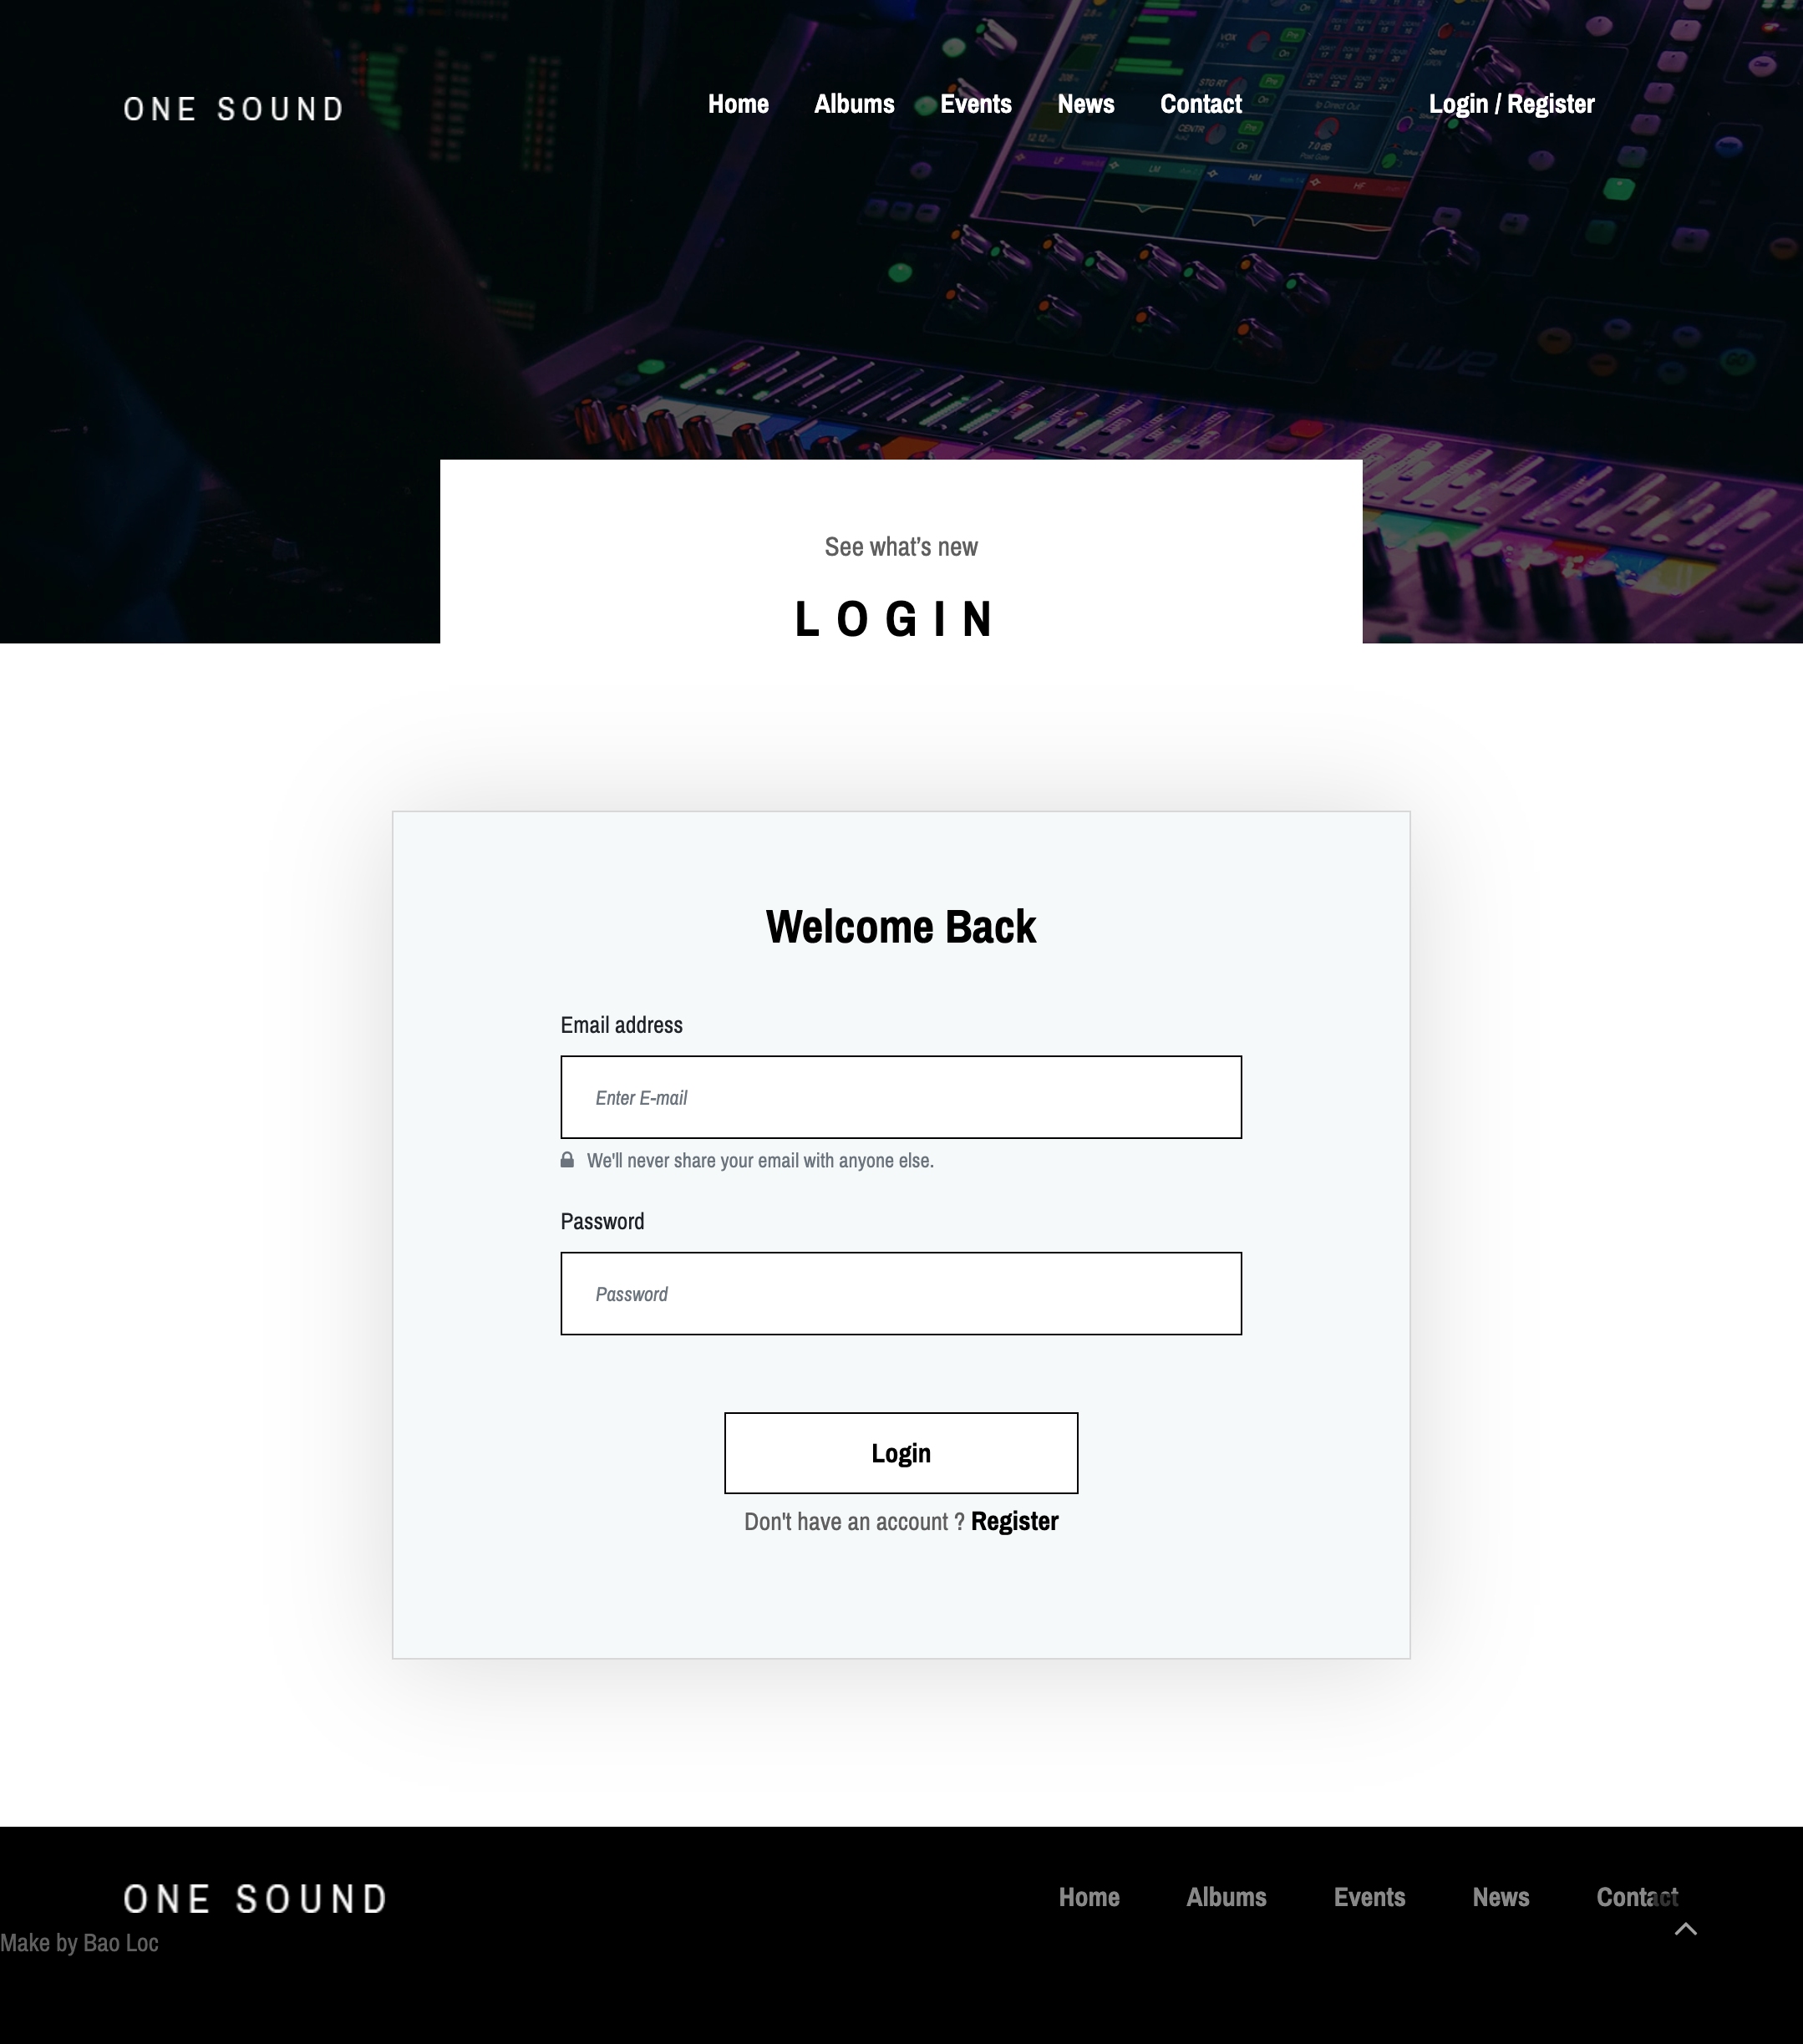 ONE SOUND
Home Albums Events News Contact Login / Register
LIVE
See what's new
LOGIN
Welcome Back
Email address
Enter E-mail
We'll never share your email with anyone else.
Password
Password
Login
Don't have an account ? Register
ONE SOUND
Home Albums Events News Contact
Make by Bao Loc